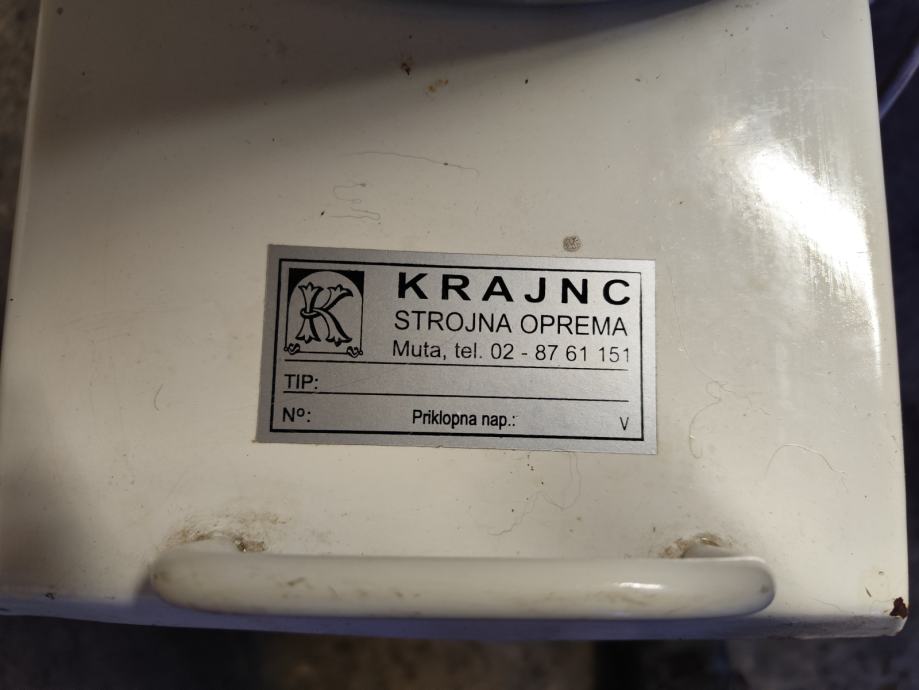 KRAJNC
STROJNA OPREMA
Muta, tel. 02 - 87 61 151
TIP:
Nº:
Priklopna nap.: V